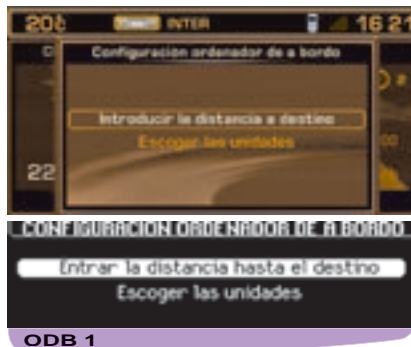 INTER
16 21
Configuración ordenador de a bordo
Introducir la distancia a destino
Escoger las unidades
22
CONFIGURACION ORDENADOR DE A BORDO
Entrar la distancia hasta el destino
Escoger las unidades
ODB 1